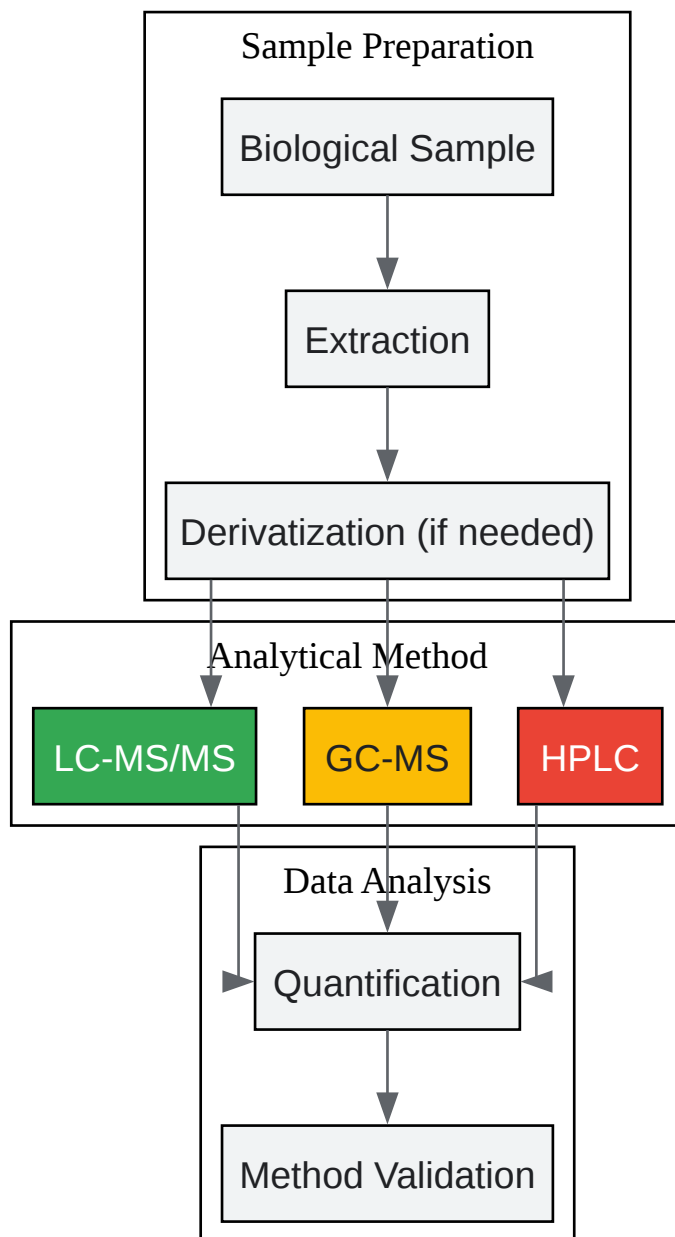 Sample Preparation
Biological Sample
Extraction
Derivatization (if needed)
Analytical Method
LC-MS/MS
GC-MS
HPLC
Data Analysis
Quantification
Method Validation